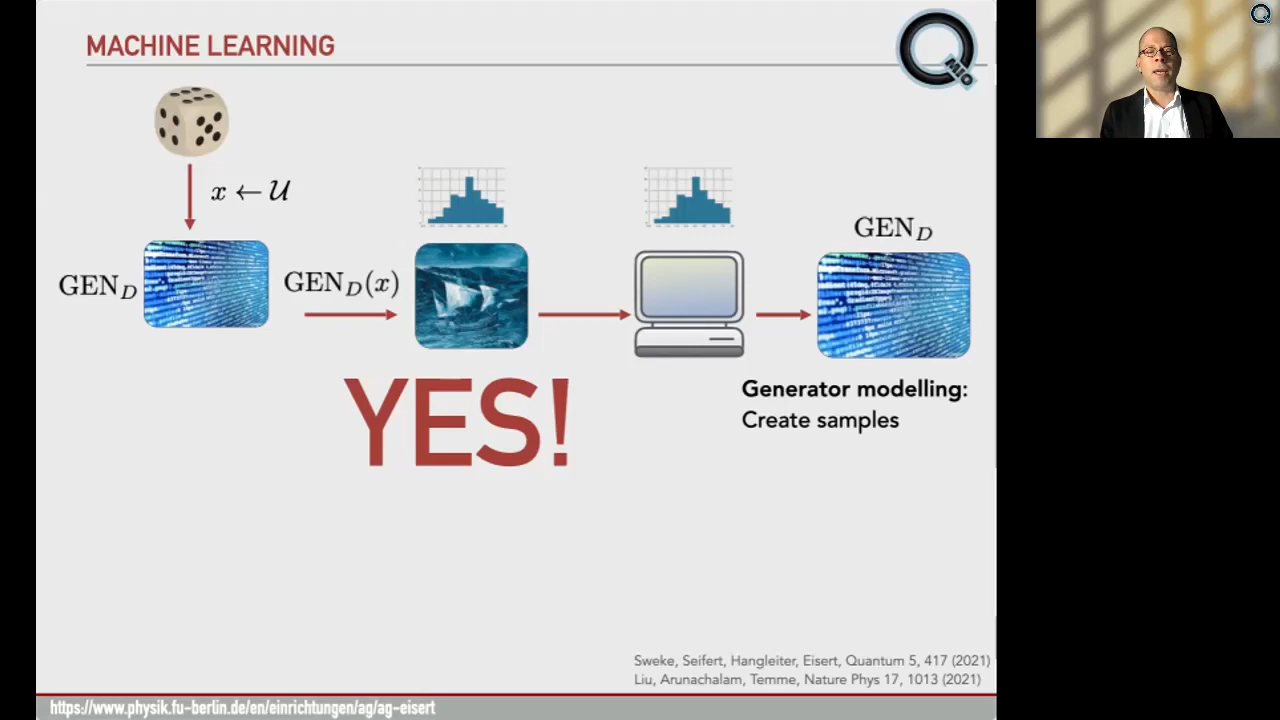 MACHINE LEARNING
QMIO
x ← U
GEN_D
GEN_D(x)
GEN_D
YES!
Generator modelling:
Create samples
Sweke, Seifert, Hangleiter, Eisert, Quantum 5, 417 (2021)
Liu, Arunachalam, Temme, Nature Phys 17, 1013 (2021)
https://www.physik.fu-berlin.de/en/einrichtungen/ag/ag-eisert